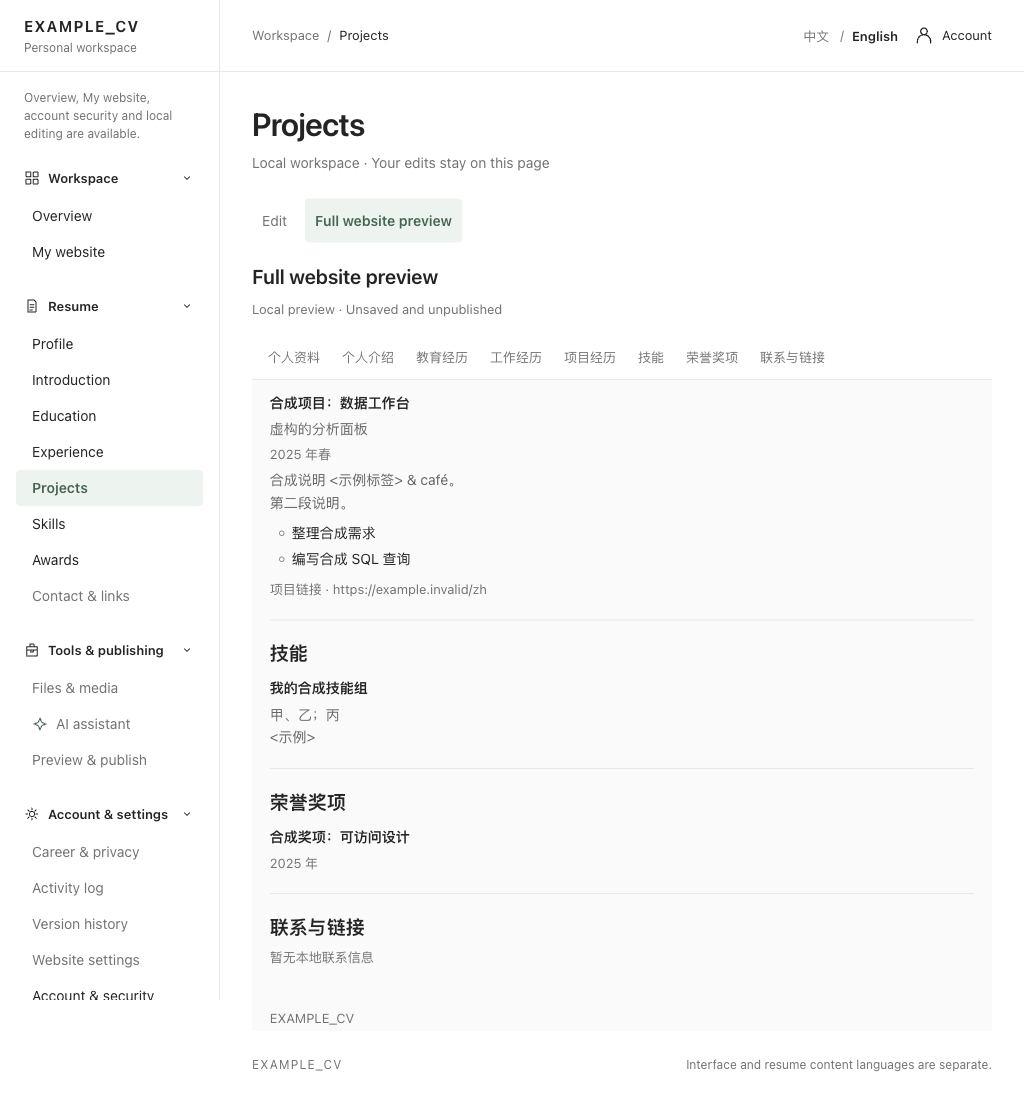 EXAMPLE_CV
Personal workspace
Workspace / Projects
中文 / English
Account
Overview, My website,
account security and local
editing are available.
Workspace
Overview
My website
Resume
Profile
Introduction
Education
Experience
Projects
Skills
Awards
Contact & links
Tools & publishing
Files & media
AI assistant
Preview & publish
Account & settings
Career & privacy
Activity log
Version history
Website settings
Account & security
Projects
Local workspace · Your edits stay on this page
Edit
Full website preview
Full website preview
Local preview · Unsaved and unpublished
个人资料 个人介绍 教育经历 工作经历 项目经历 技能 荣誉奖项 联系与链接
合成项目：数据工作台
虚构的分析面板
2025 年春
合成说明 <示例标签> & café。
第二段说明。
整理合成需求
编写合成 SQL 查询
项目链接 · https://example.invalid/zh
技能
我的合成技能组
甲、乙；丙
<示例>
荣誉奖项
合成奖项：可访问设计
2025 年
联系与链接
暂无本地联系信息
EXAMPLE_CV
EXAMPLE_CV
Interface and resume content languages are separate.